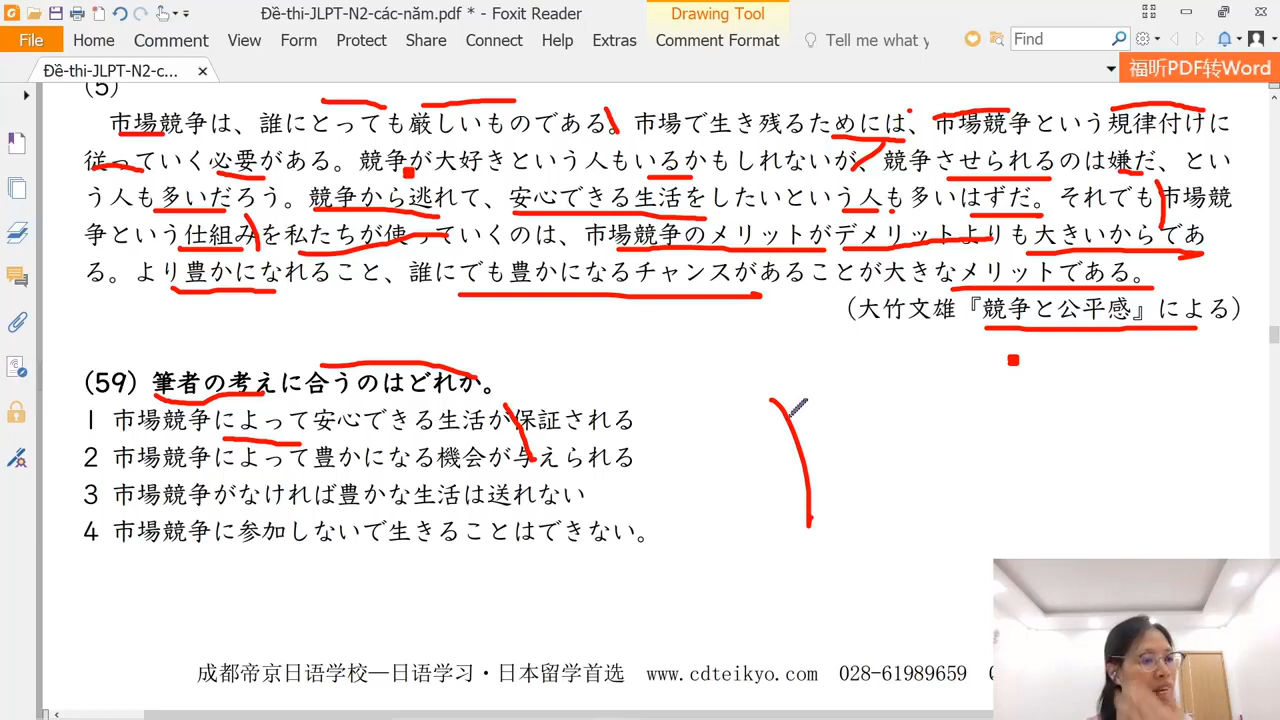 Đề-thi-JLPT-N2-các-năm.pdf * - Foxit Reader
Drawing Tool
File
Home
Comment
View
Form
Protect
Share
Connect
Help
Extras
Comment Format
Tell me what y
Find
Đề-thi-JLPT-N2-c...
福昕PDF转Word
(5)
市場競争は、誰にとっても厳しいものである。市場で生き残るためには、市場競争という規律付けに
従っていく必要がある。競争が大好きという人もいるかもしれないが、競争させられるのは嫌だ、とい
う人も多いだろう。競争から逃れて、安心できる生活をしたいという人も多いはずだ。それでも市場競
争という仕組みを私たちが使っていくのは、市場競争のメリットがデメリットよりも大きいからであ
る。より豊かになれること、誰にでも豊かになるチャンスがあることが大きなメリットである。
（大竹文雄『競争と公平感』による）
(59) 筆者の考えに合うのはどれか。
1 市場競争によって安心できる生活が保証される
2 市場競争によって豊かになる機会が与えられる
3 市場競争がなければ豊かな生活は送れない
4 市場競争に参加しないで生きることはできない。
成都帝京日语学校—日语学习·日本留学首选 www.cdteikyo.com 028-61989659